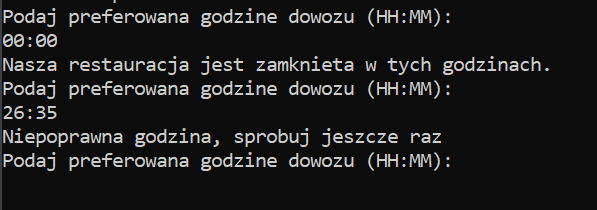 Podaj preferowana godzine dowozu (HH:MM):
00:00
Nasza restauracja jest zamknieta w tych godzinach.
Podaj preferowana godzine dowozu (HH:MM):
26:35
Niepoprawna godzina, sprobuj jeszcze raz
Podaj preferowana godzine dowozu (HH:MM):